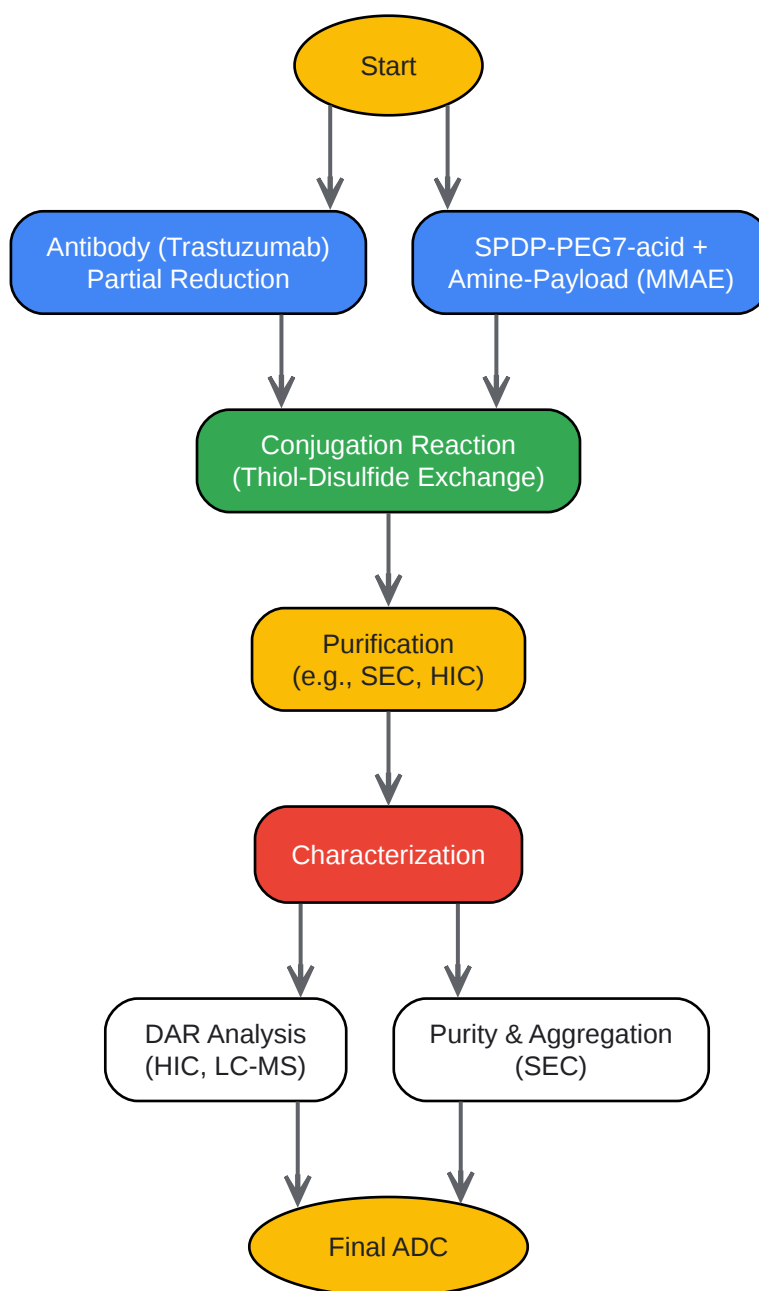 Start
Antibody (Trastuzumab)
Partial Reduction
SPDP-PEG7-acid +
Amine-Payload (MMAE)
Conjugation Reaction
(Thiol-Disulfide Exchange)
Purification
(e.g., SEC, HIC)
Characterization
DAR Analysis
(HIC, LC-MS)
Purity & Aggregation
(SEC)
Final ADC